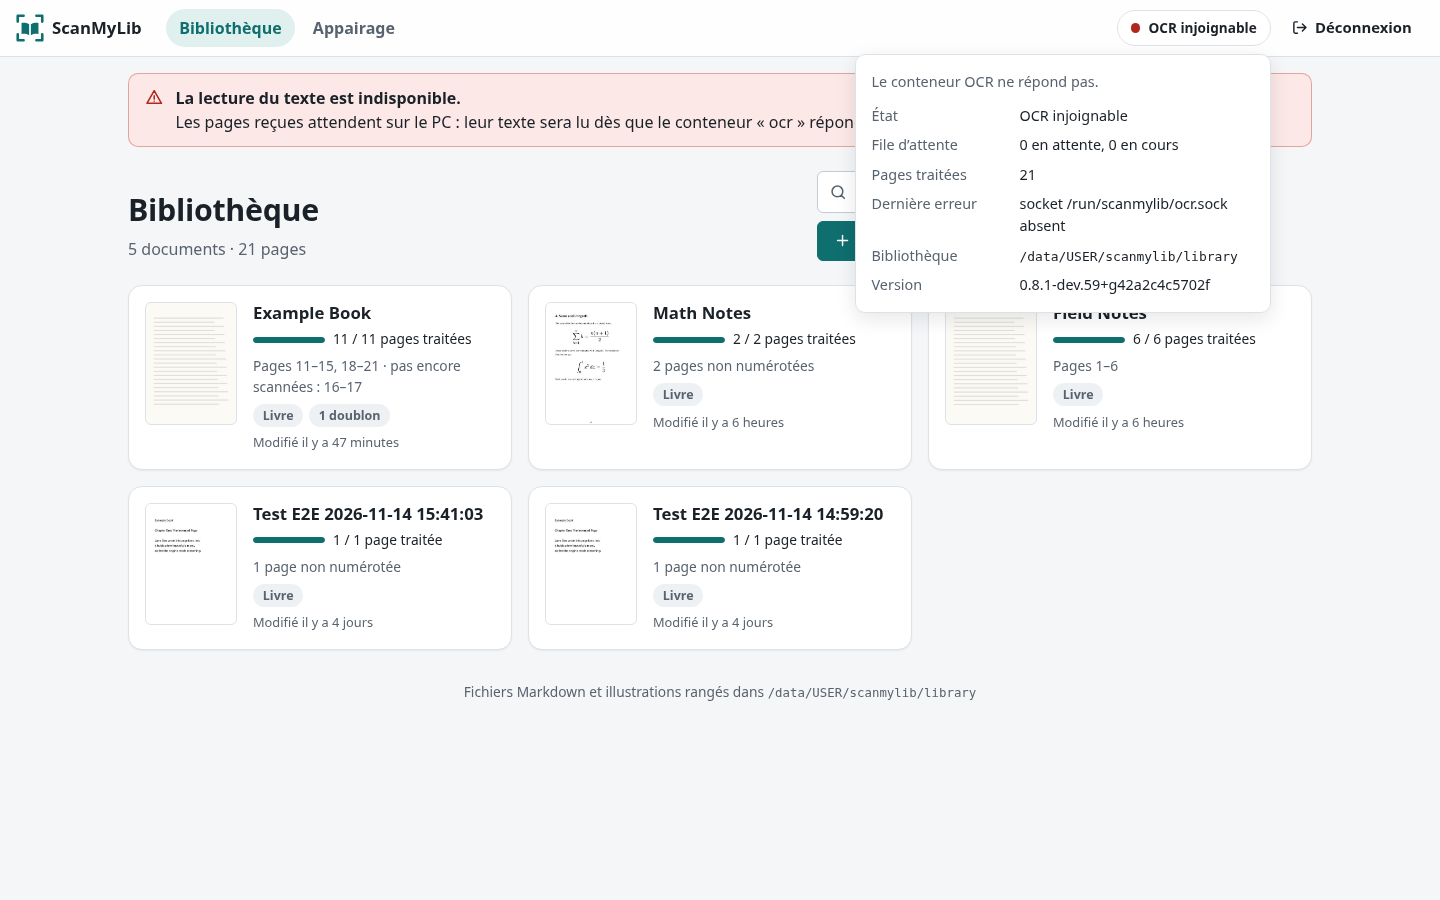 ScanMyLib
Bibliothèque
Appairage
OCR injoignable
Déconnexion
La lecture du texte est indisponible.
Les pages reçues attendent sur le PC : leur texte sera lu dès que le conteneur « ocr » répon
Le conteneur OCR ne répond pas.
État OCR injoignable
File d’attente 0 en attente, 0 en cours
Pages traitées 21
Dernière erreur socket /run/scanmylib/ocr.sock
absent
Bibliothèque /data/USER/scanmylib/library
Version 0.8.1-dev.59+g42a2c4c5702f
Bibliothèque
5 documents · 21 pages
Example Book
11 / 11 pages traitées
Pages 11–15, 18–21 · pas encore
scannées : 16–17
Livre 1 doublon
Modifié il y a 47 minutes
Math Notes
2 / 2 pages traitées
2 pages non numérotées
Livre
Modifié il y a 6 heures
Field Notes
6 / 6 pages traitées
Pages 1–6
Livre
Modifié il y a 6 heures
Test E2E 2026-11-14 15:41:03
1 / 1 page traitée
1 page non numérotée
Livre
Modifié il y a 4 jours
Test E2E 2026-11-14 14:59:20
1 / 1 page traitée
1 page non numérotée
Livre
Modifié il y a 4 jours
Fichiers Markdown et illustrations rangés dans /data/USER/scanmylib/library